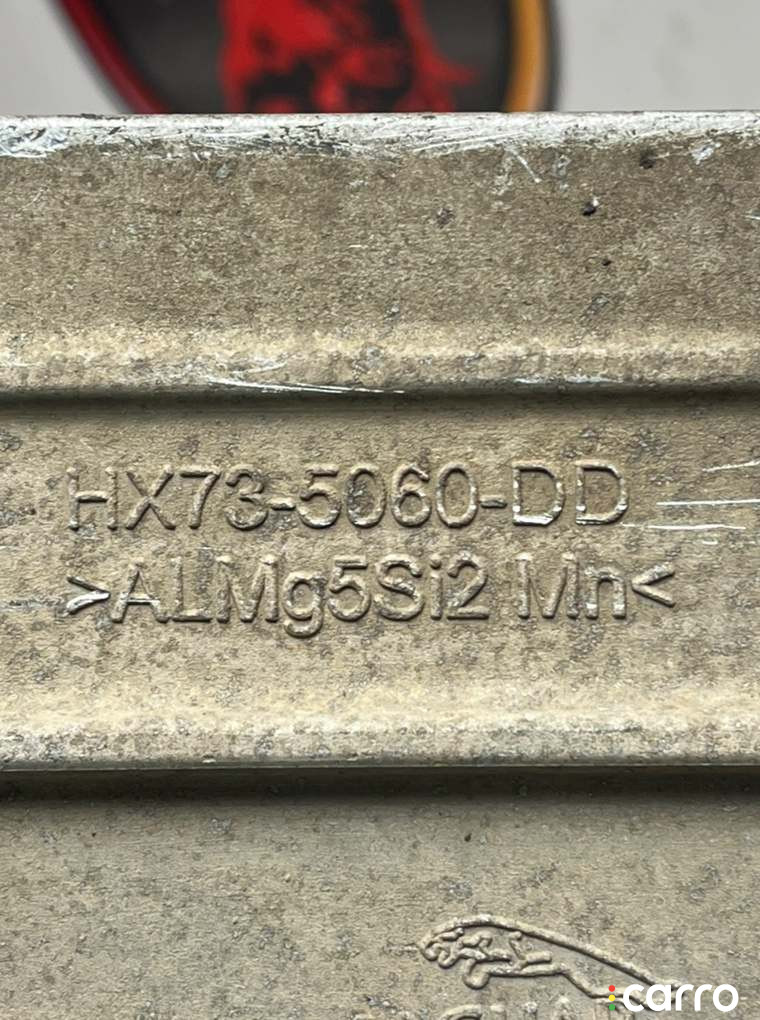 HX73-5060-DD
>ALMg5Si2 Mn<
carro